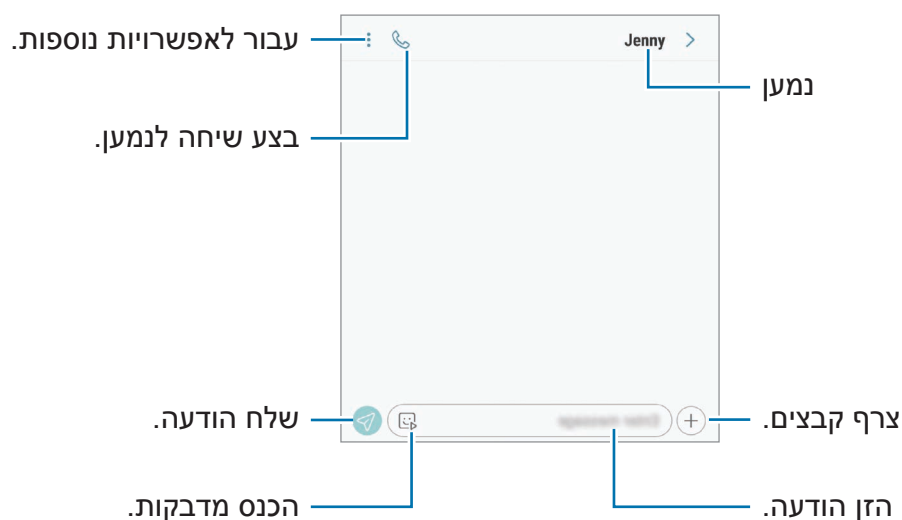 Jenny
עבור לאפשרויות נוספות.
נמען
בצע שיחה לנמען.
צרף קבצים.
שלח הודעה.
הזן הודעה.
הכנס מדבקות.